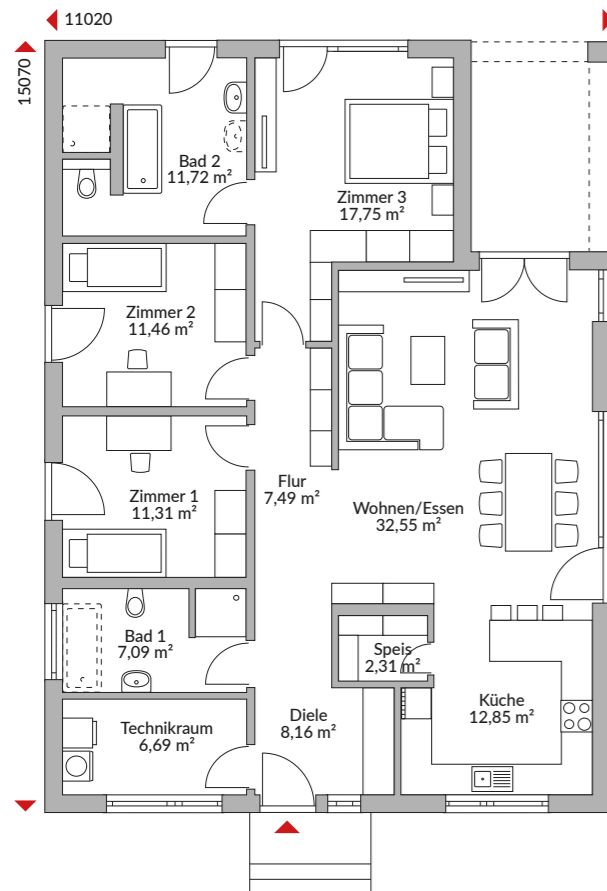 11020
15070
Bad 2
11,72 m²
Zimmer 3
17,75 m²
Zimmer 2
11,46 m²
Zimmer 1
11,31 m²
Flur
7,49 m²
Wohnen/Essen
32,55 m²
Bad 1
7,09 m²
Speis
2,31 m²
Technikraum
6,69 m²
Diele
8,16 m²
Küche
12,85 m²